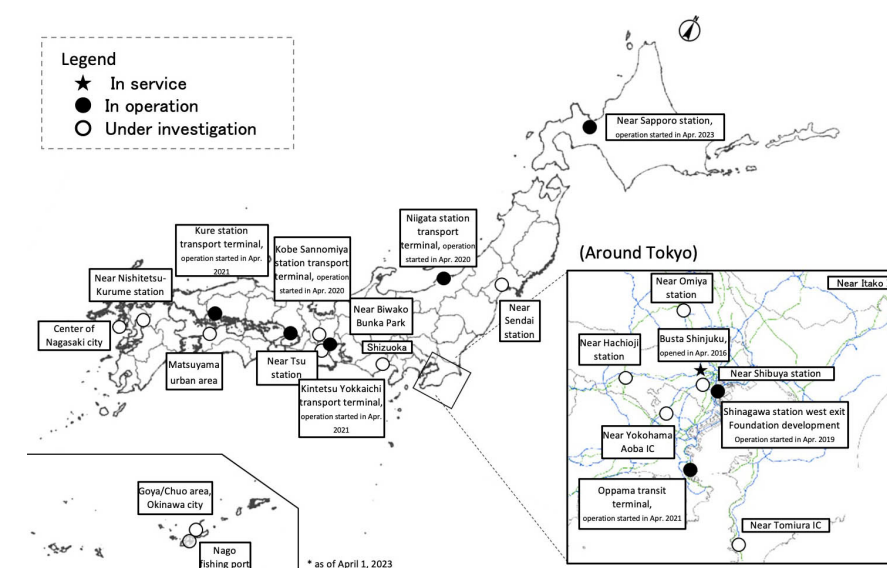 Legend
★ In service
● In operation
○ Under investigation
Near Sapporo station,
operation started in Apr. 2023
Niigata station
transport
terminal, operation
started in Apr. 2020
Kure station
transport terminal,
operation started in Apr.
2021
Kobe Sannomiya
station transport
terminal, operation
started in Apr. 2020
Near Nishitetsu-
Kurume station
Center of
Nagasaki city
Matsuyama
urban area
Near Tsu
station
Near Biwako
Bunka Park
Shizuoka
Kintetsu Yokkaichi
transport terminal,
operation started in Apr.
2021
Near
Sendai
station
(Around Tokyo)
Near Itako
Near Omiya
station
Near Hachioji
station
Busta Shinjuku,
opened in Apr. 2016
Near Shibuya station
Shinagawa station west exit
Foundation development
Operation started in Apr. 2019
Near Yokohama
Aoba IC
Oppama transit
terminal,
operation started in Apr. 2021
Near Tomiura IC
Goya/Chuo area,
Okinawa city
Nago
fishing port
* as of April 1, 2023